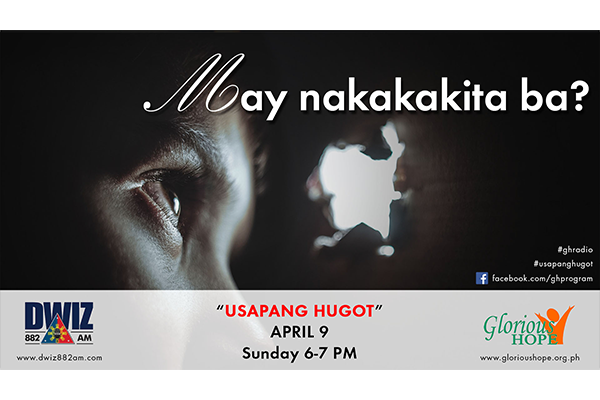 May nakakakita ba?
#ghradio
#usapanghugot
facebook.com/ghprogram
DWIZ
882 AM
www.dwiz882am.com
“USAPANG HUGOT”
APRIL 9
Sunday 6-7 PM
Glorious
HOPE
www.glorioushope.org.ph